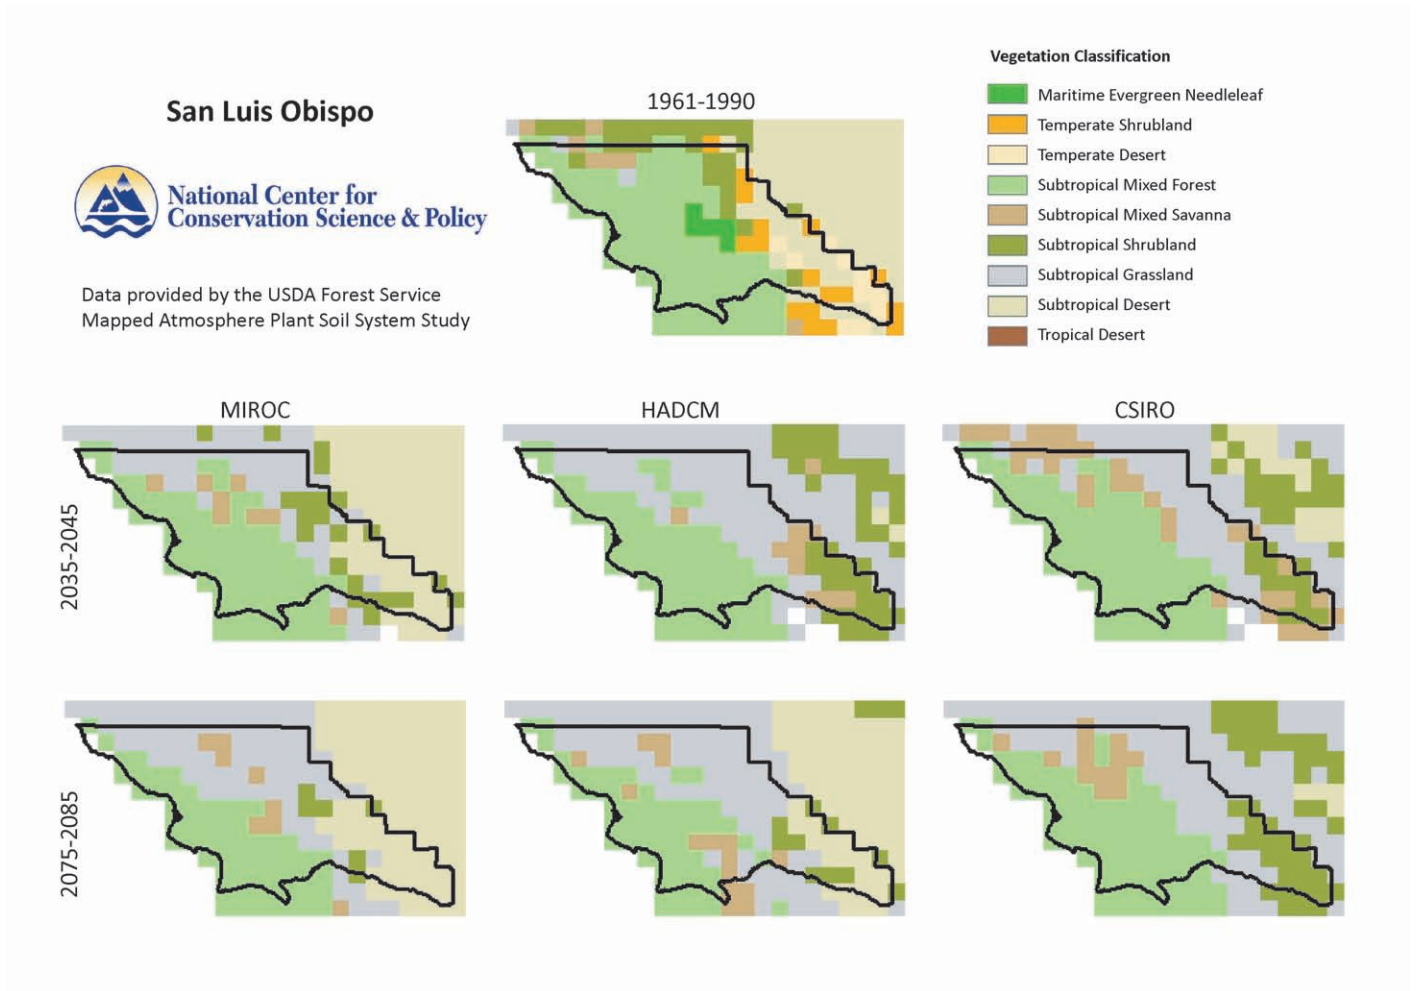 San Luis Obispo
National Center for
Conservation Science & Policy
Data provided by the USDA Forest Service
Mapped Atmosphere Plant Soil System Study
1961-1990
Vegetation Classification
Maritime Evergreen Needleleaf
Temperate Shrubland
Temperate Desert
Subtropical Mixed Forest
Subtropical Mixed Savanna
Subtropical Shrubland
Subtropical Grassland
Subtropical Desert
Tropical Desert
MIROC
HADCM
CSIRO
2035-2045
2075-2085